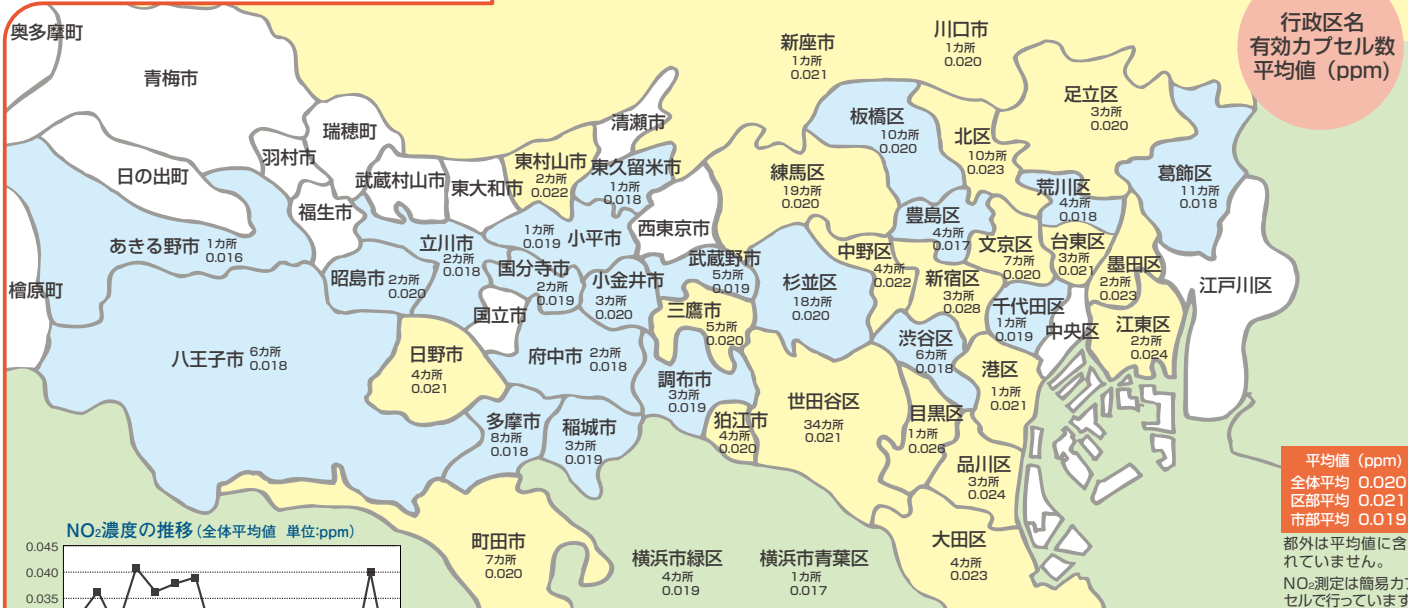 行政区名
有効カプセル数
平均値（ppm）
奥多摩町
青梅市
瑞穂町
羽村市
日の出町
福生市
武蔵村山市
東大和市
清瀬市
東村山市
2カ所
0.022
東久留米市
1カ所
0.018
新座市
1カ所
0.021
川口市
1カ所
0.020
足立区
3カ所
0.020
板橋区
10カ所
0.020
北区
10カ所
0.023
練馬区
19カ所
0.020
荒川区
4カ所
0.018
葛飾区
11カ所
0.018
豊島区
4カ所
0.017
文京区
7カ所
0.020
台東区
3カ所
0.021
墨田区
2カ所
0.023
江戸川区
あきる野市 1カ所
0.016
檜原町
昭島市 2カ所
0.020
立川市
2カ所
0.018
1カ所
0.019
小平市
西東京市
国分寺市
2カ所
0.019
小金井市
3カ所
0.020
武蔵野市
5カ所
0.019
杉並区
18カ所
0.020
中野区
4カ所
0.022
新宿区
3カ所
0.028
千代田区
1カ所
0.019
中央区
江東区
2カ所
0.024
国立市
三鷹市
5カ所
0.020
渋谷区
6カ所
0.018
港区
1カ所
0.021
八王子市 6カ所
0.018
日野市
4カ所
0.021
府中市 2カ所
0.018
調布市
3カ所
0.019
狛江市
4カ所
0.020
世田谷区
34カ所
0.021
目黒区
1カ所
0.026
品川区
3カ所
0.024
多摩市
8カ所
0.018
稲城市
3カ所
0.019
町田市
7カ所
0.020
横浜市緑区
4カ所
0.019
横浜市青葉区
1カ所
0.017
大田区
4カ所
0.023
平均値（ppm）
全体平均 0.020
区部平均 0.021
市部平均 0.019
都外は平均値に含
れていません。
NO₂測定は簡易カプ
セルで行っています
NO₂濃度の推移（全体平均値 単位:ppm）
0.045
0.040
0.035